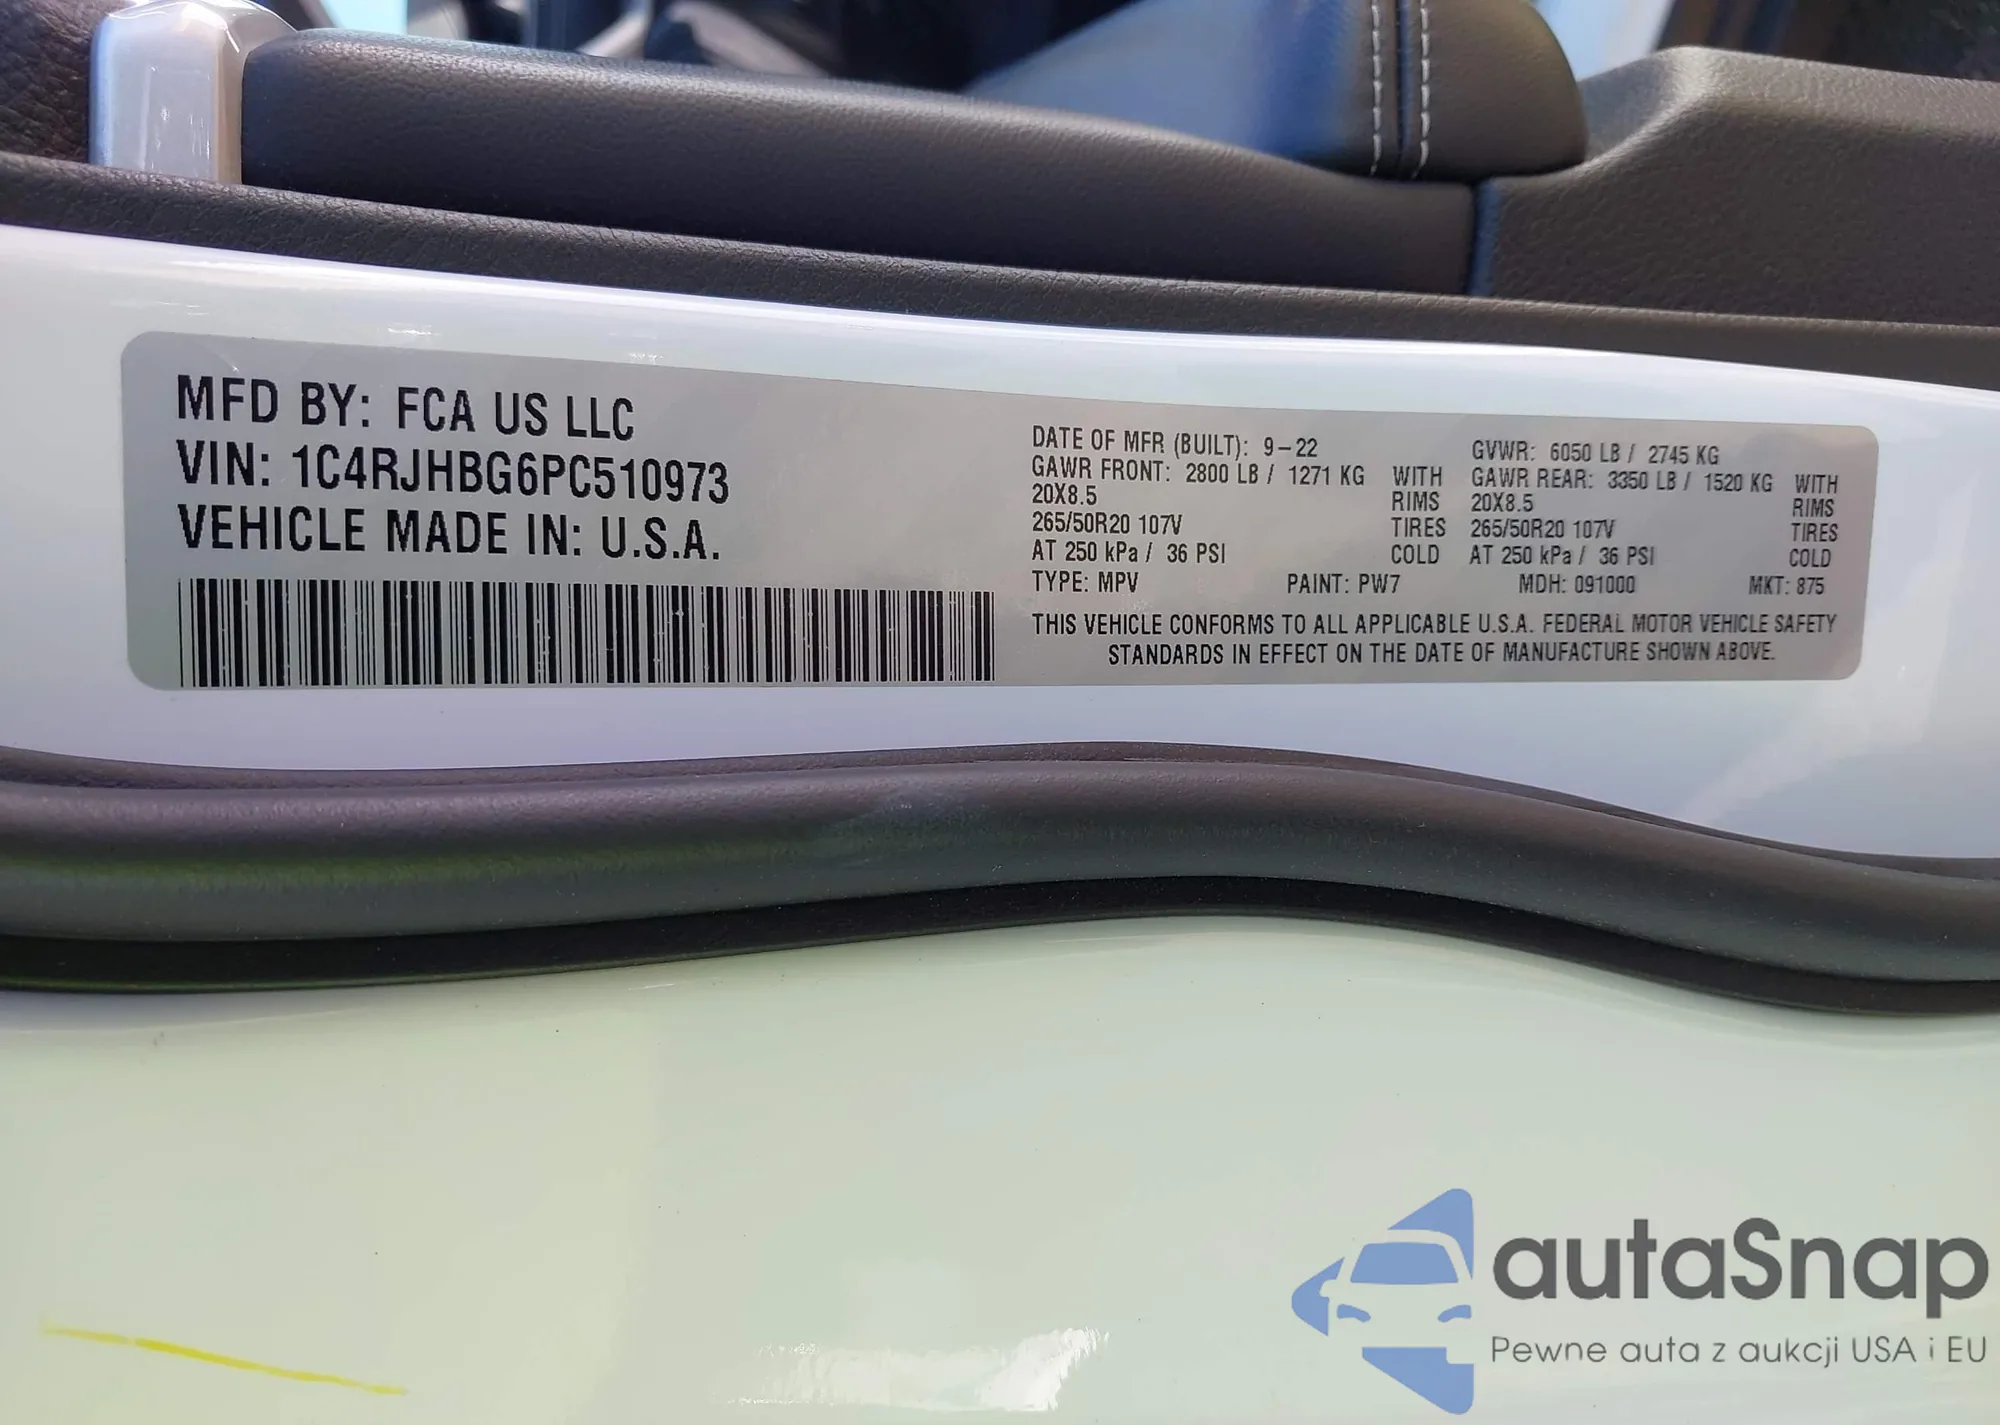 MFD BY: FCA US LLC
VIN: 1C4RJHBG6PC510973
VEHICLE MADE IN: U.S.A.
DATE OF MFR (BUILT): 9-22 GVWR: 6050 LB / 2745 KG
GAWR FRONT: 2800 LB / 1271 KG WITH GAWR REAR: 3350 LB / 1520 KG WITH
20X8.5 RIMS 20X8.5 RIMS
265/50R20 107V TIRES 265/50R20 107V TIRES
AT 250 kPa / 36 PSI COLD AT 250 kPa / 36 PSI COLD
TYPE: MPV PAINT: PW7 MDH: 091000 MKT: 875
THIS VEHICLE CONFORMS TO ALL APPLICABLE U.S.A. FEDERAL MOTOR VEHICLE SAFETY
STANDARDS IN EFFECT ON THE DATE OF MANUFACTURE SHOWN ABOVE.
autaSnap
Pewne auta z aukcji USA i EU